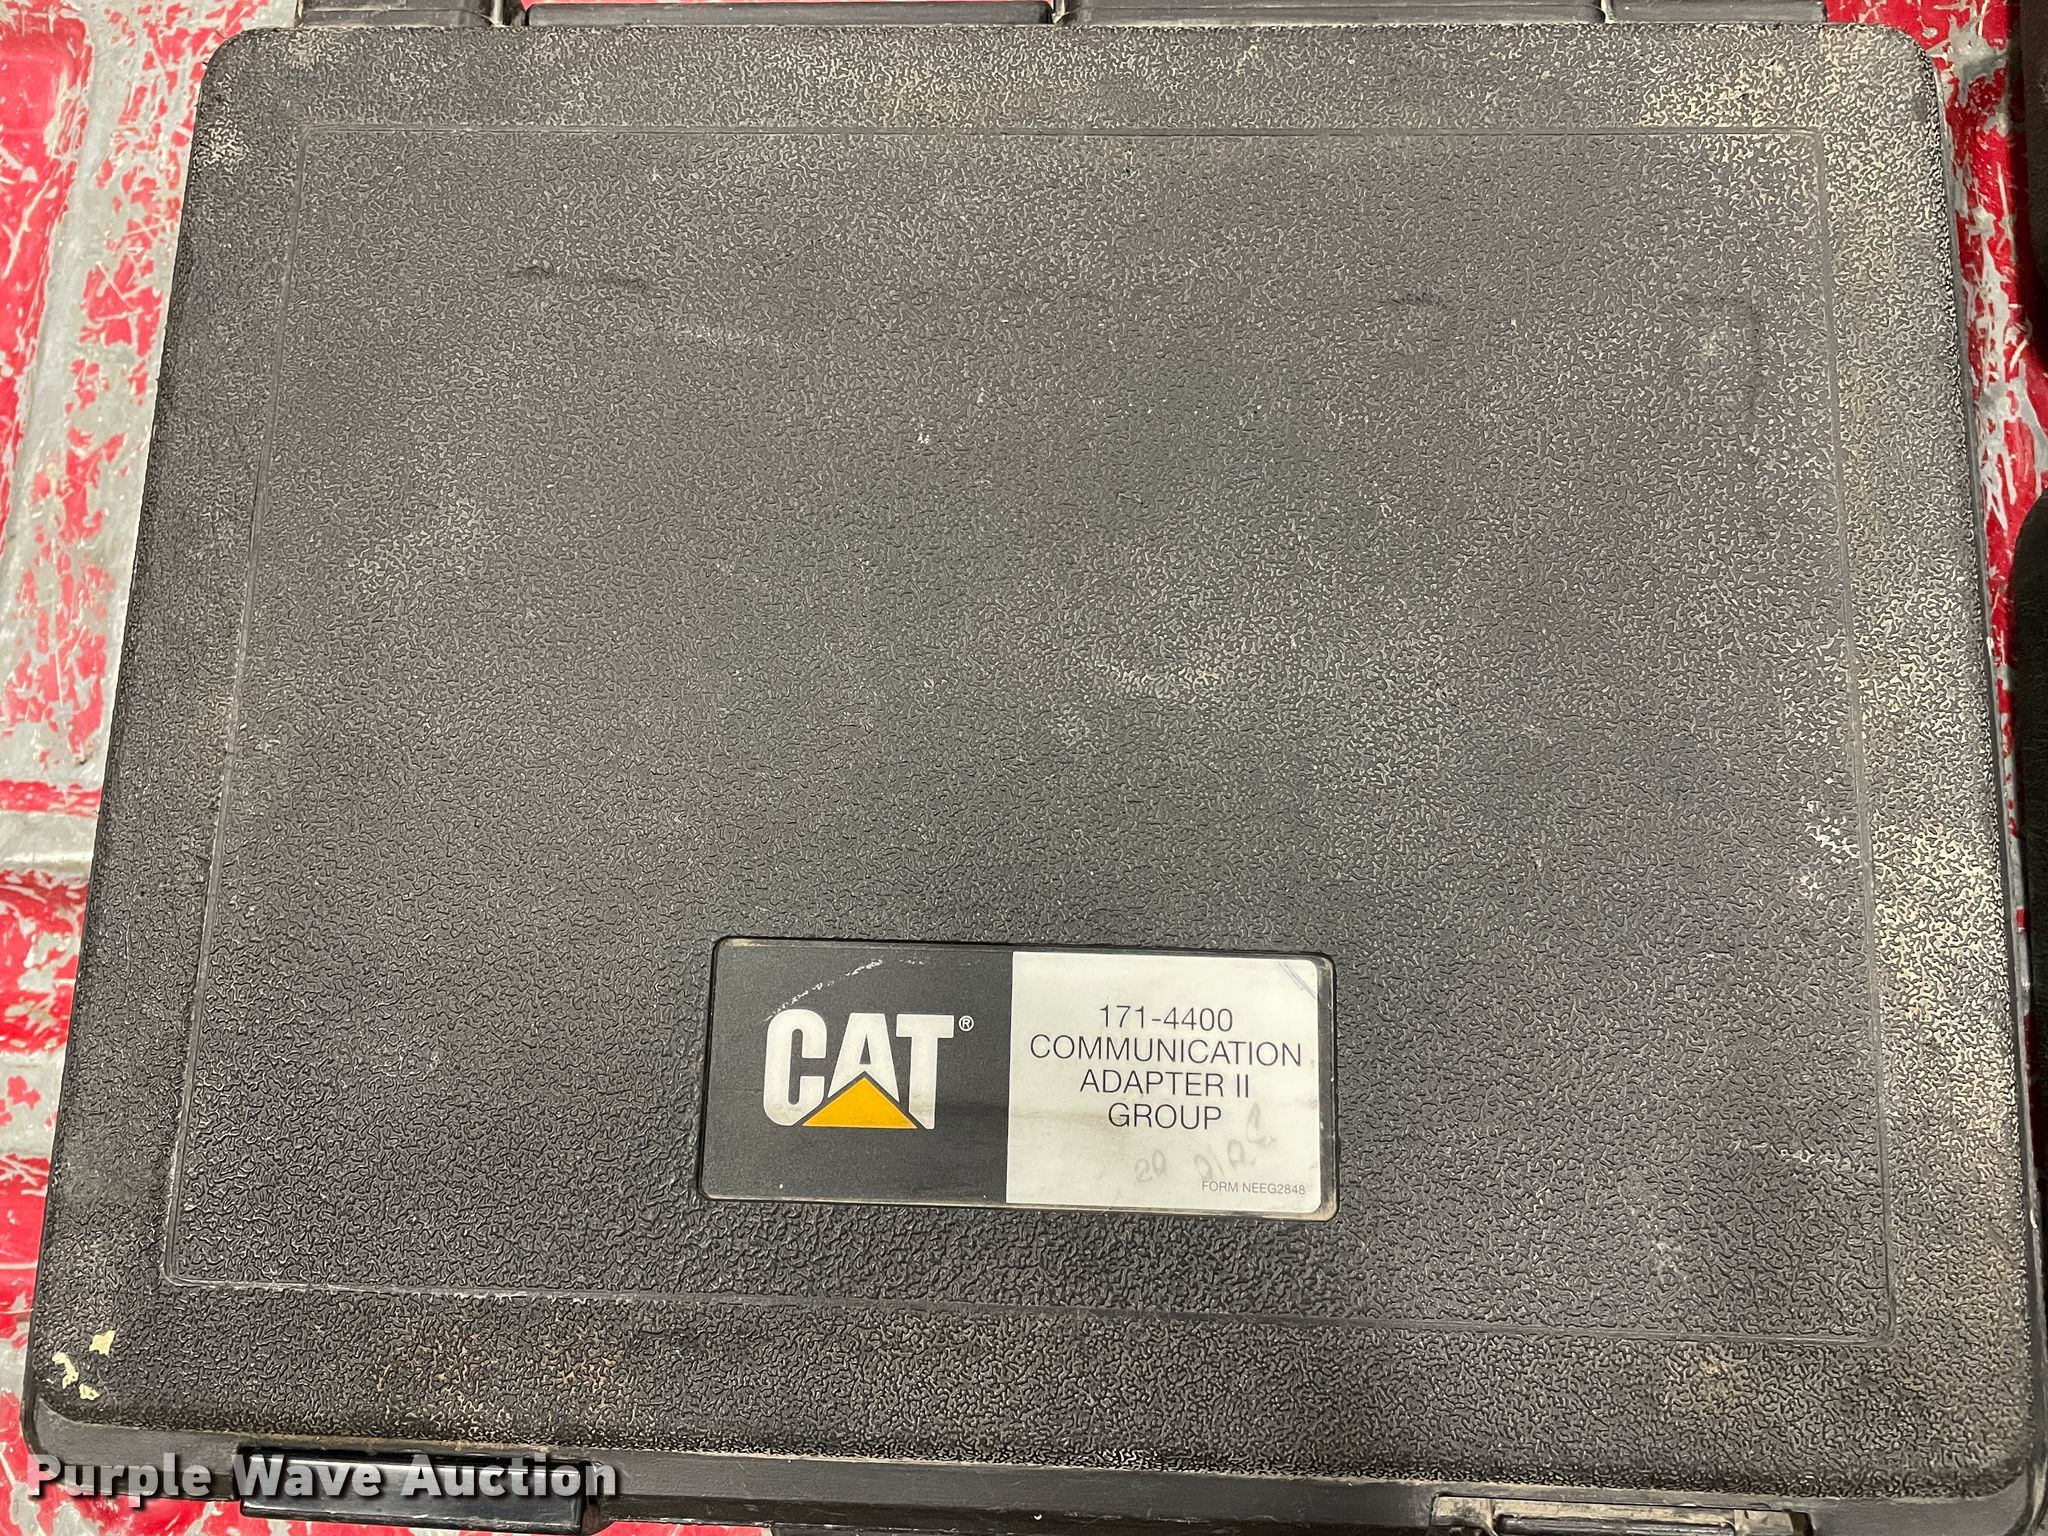 CAT®
171-4400
COMMUNICATION
ADAPTER II
GROUP
FORM NEEG2848
Purple Wave Auction